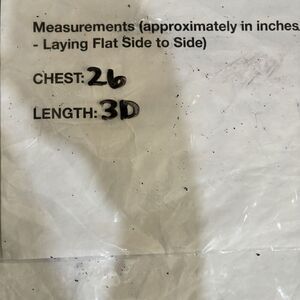 Measurements (approximately in inches
- Laying Flat Side to Side)
CHEST: 26
LENGTH: 30